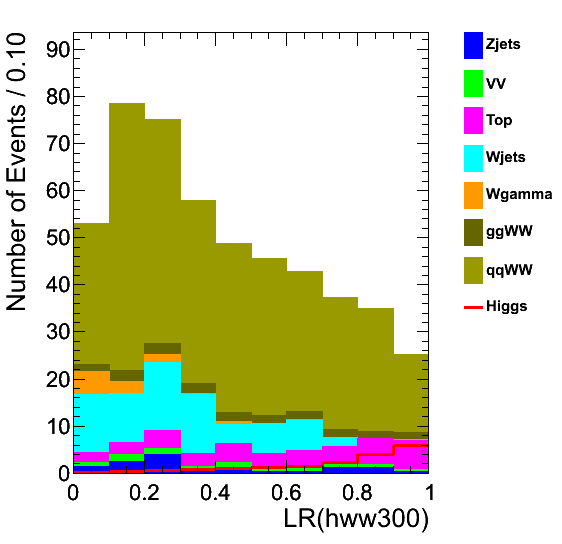 Number of Events / 0.10
90
80
70
60
50
40
30
20
10
0
0 0.2 0.4 0.6 0.8 1
LR(hww300)
Zjets
VV
Top
Wjets
Wgamma
ggWW
qqWW
Higgs